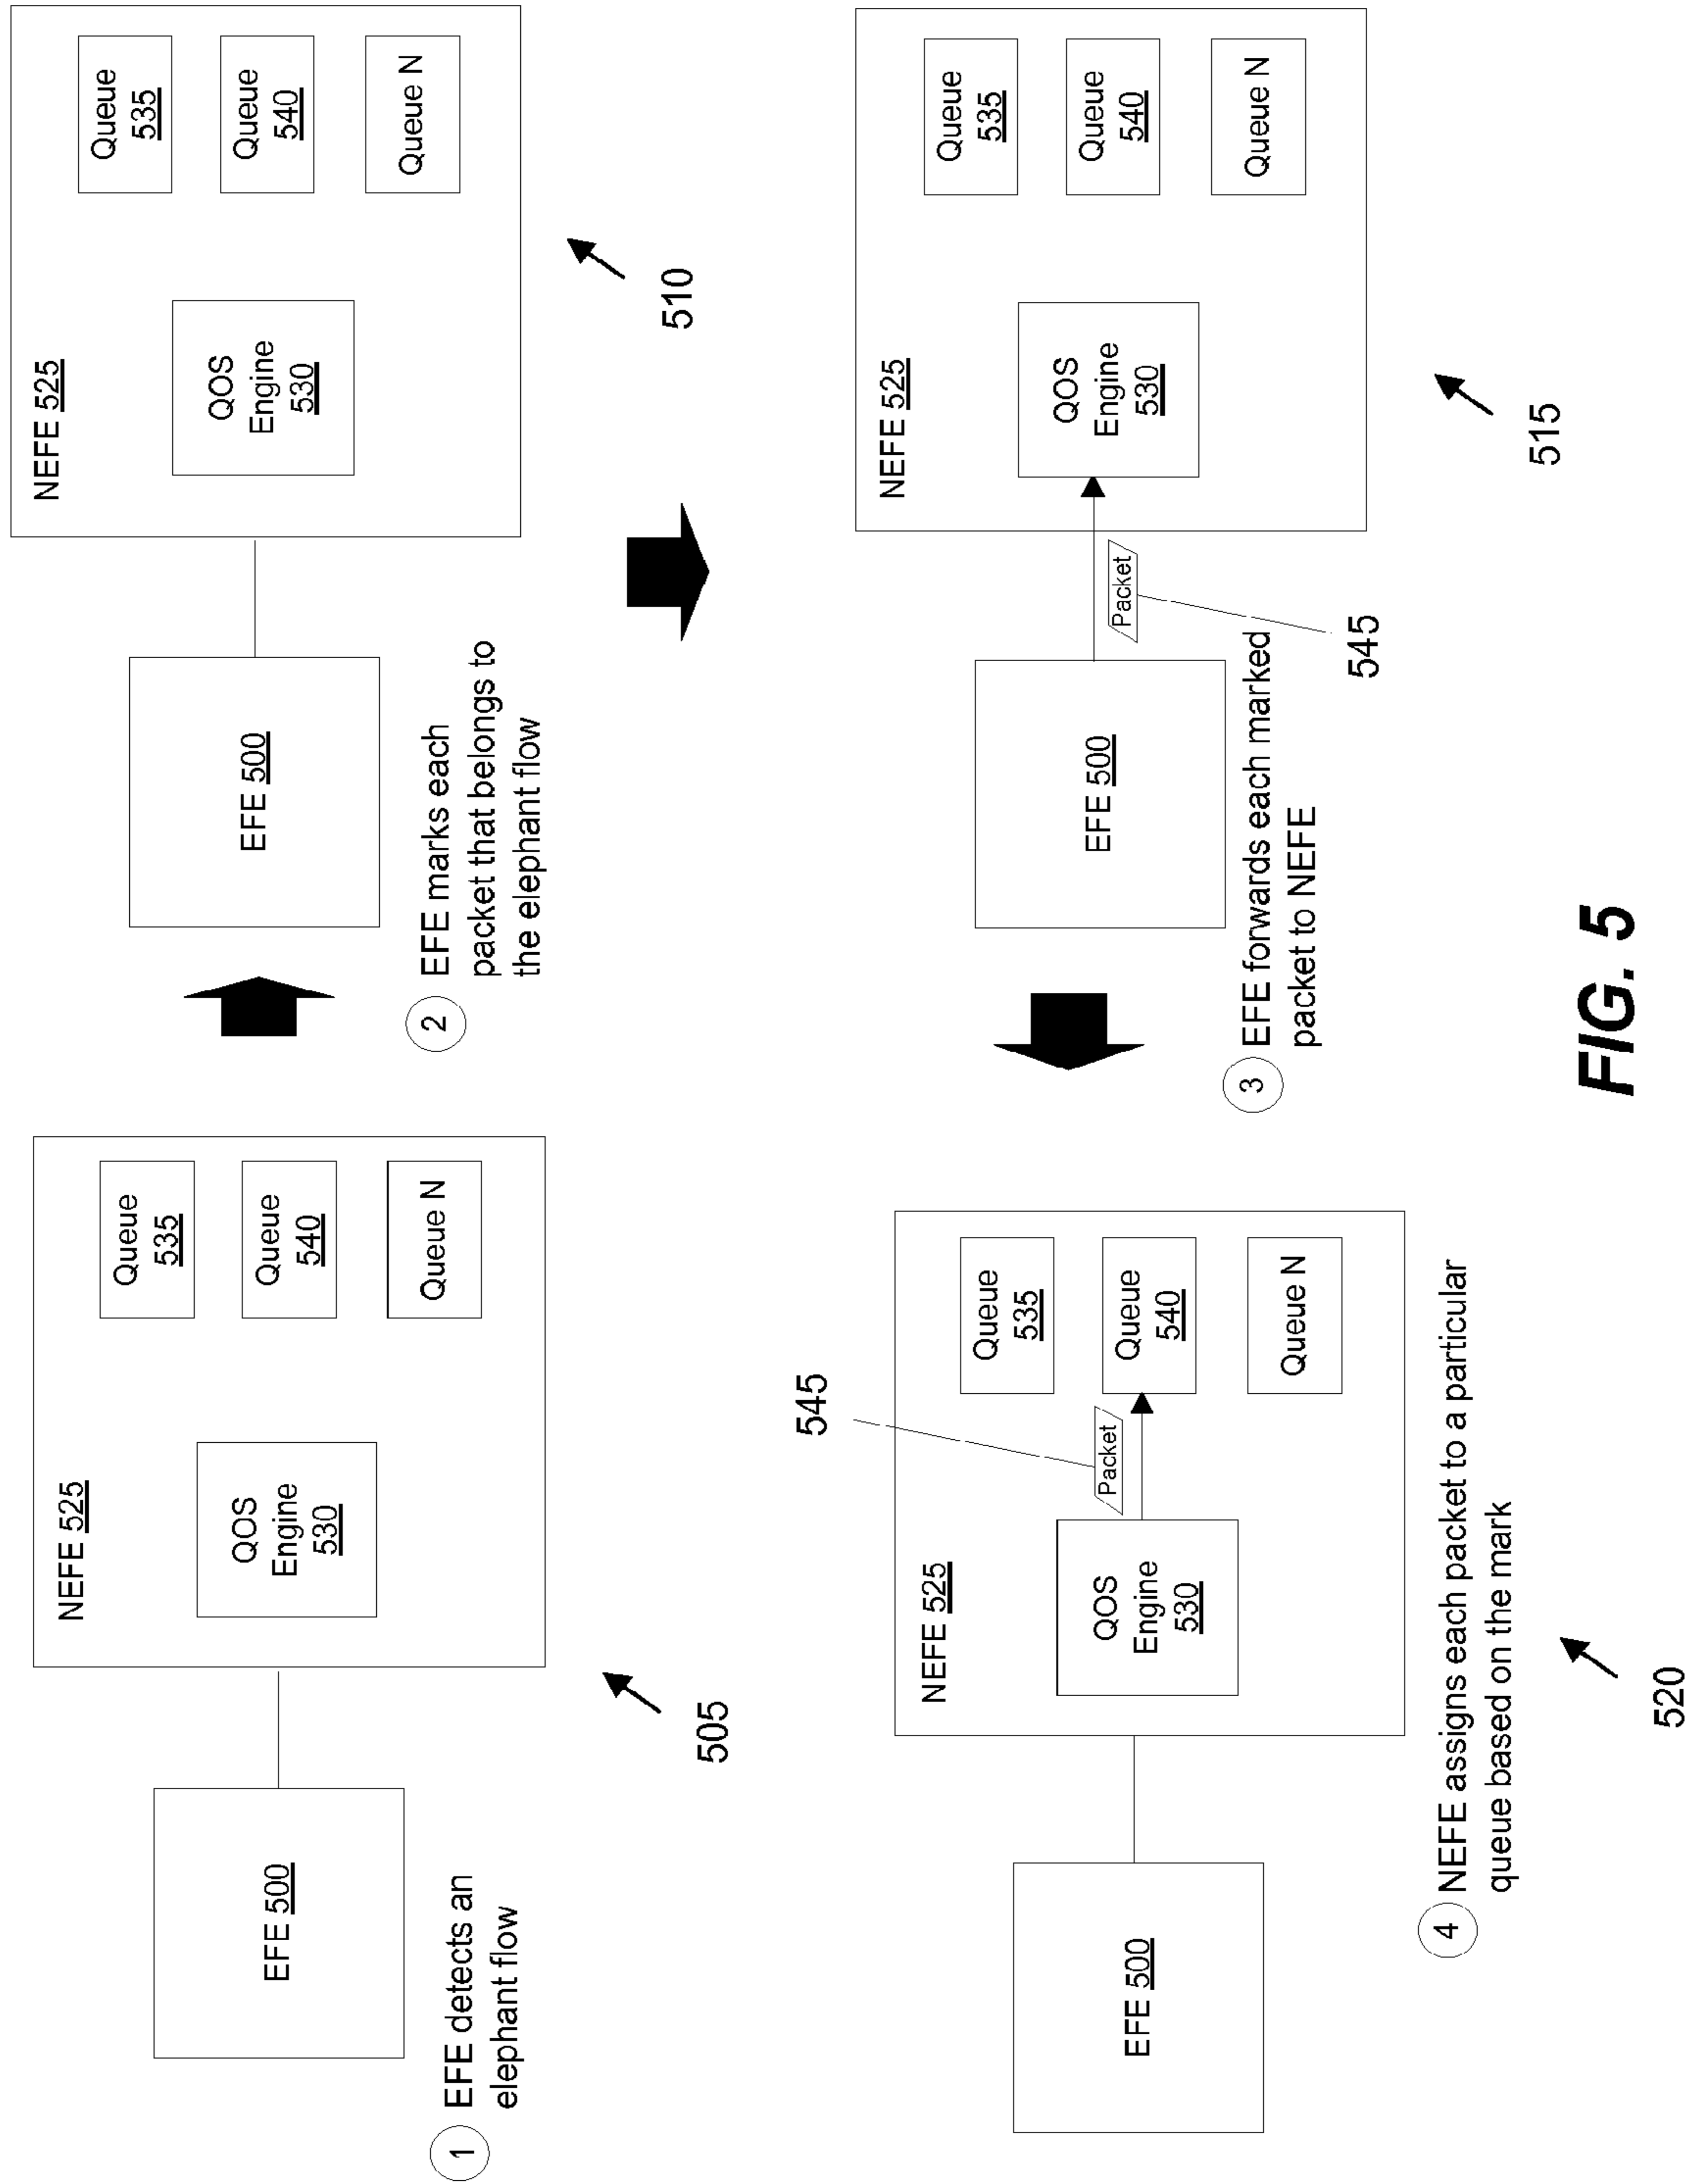 NEFE 525
Queue
535
QOS
Engine
530
Queue
540
EFE 500
Queue N
1
EFE detects an
elephant flow
505
NEFE 525
Queue
535
QOS
Engine
530
Queue
540
EFE 500
Queue N
2
EFE marks each
packet that belongs to
the elephant flow
510
545
NEFE 525
Queue
535
Packet
QOS
Engine
530
Queue
540
EFE 500
Queue N
4
NEFE assigns each packet to a particular
queue based on the mark
520
NEFE 525
Queue
535
QOS
Engine
530
Queue
540
EFE 500
Packet
Queue N
3
EFE forwards each marked
packet to NEFE
545
515
FIG. 5